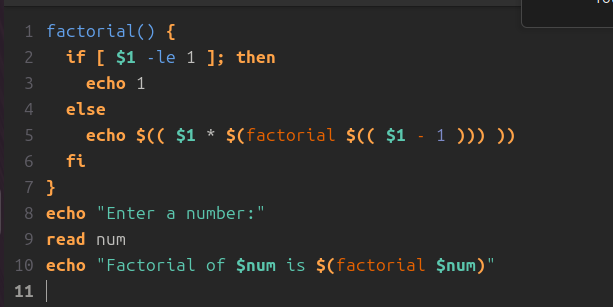 1 factorial() {
2   if [ $1 -le 1 ]; then
3     echo 1
4   else
5     echo $(( $1 * $(factorial $(( $1 - 1 ))) ))
6   fi
7 }
8 echo "Enter a number:"
9 read num
10 echo "Factorial of $num is $(factorial $num)"
11